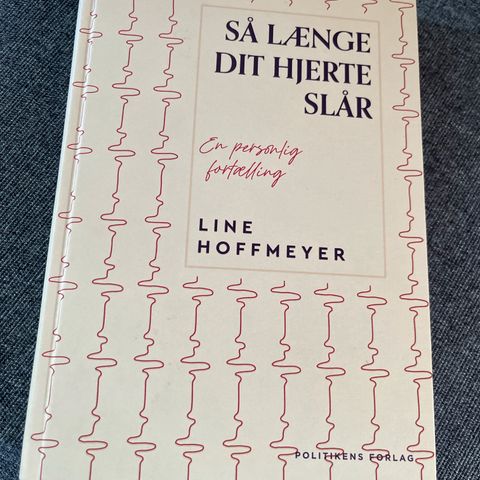 SÅ LÆNGE
DIT HJERTE
SLÅR
En personlig
fortælling
LINE
HOFFMEYER
POLITIKENS FORLAG